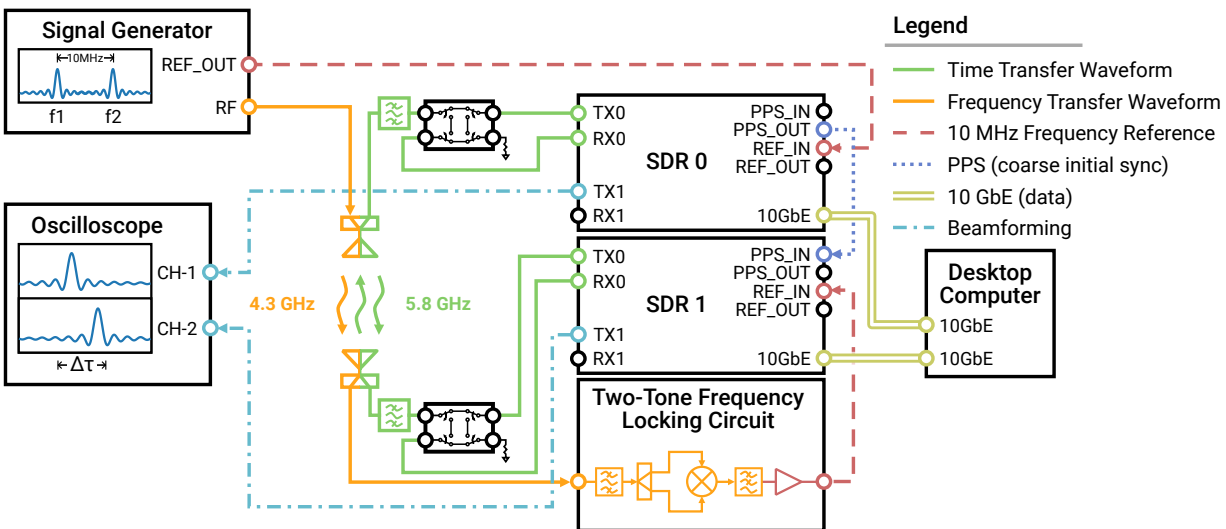 Signal Generator
10MHz
f1 f2
REF_OUT
RF
Oscilloscope
CH-1
CH-2
Δτ
4.3 GHz
5.8 GHz
TX0
RX0
TX1
RX1
SDR 0
PPS_IN
PPS_OUT
REF_IN
REF_OUT
10GbE
TX0
RX0
TX1
RX1
SDR 1
PPS_IN
PPS_OUT
REF_IN
REF_OUT
10GbE
Two-Tone Frequency
Locking Circuit
Legend
Time Transfer Waveform
Frequency Transfer Waveform
10 MHz Frequency Reference
PPS (coarse initial sync)
10 GbE (data)
Beamforming
Desktop
Computer
10GbE
10GbE